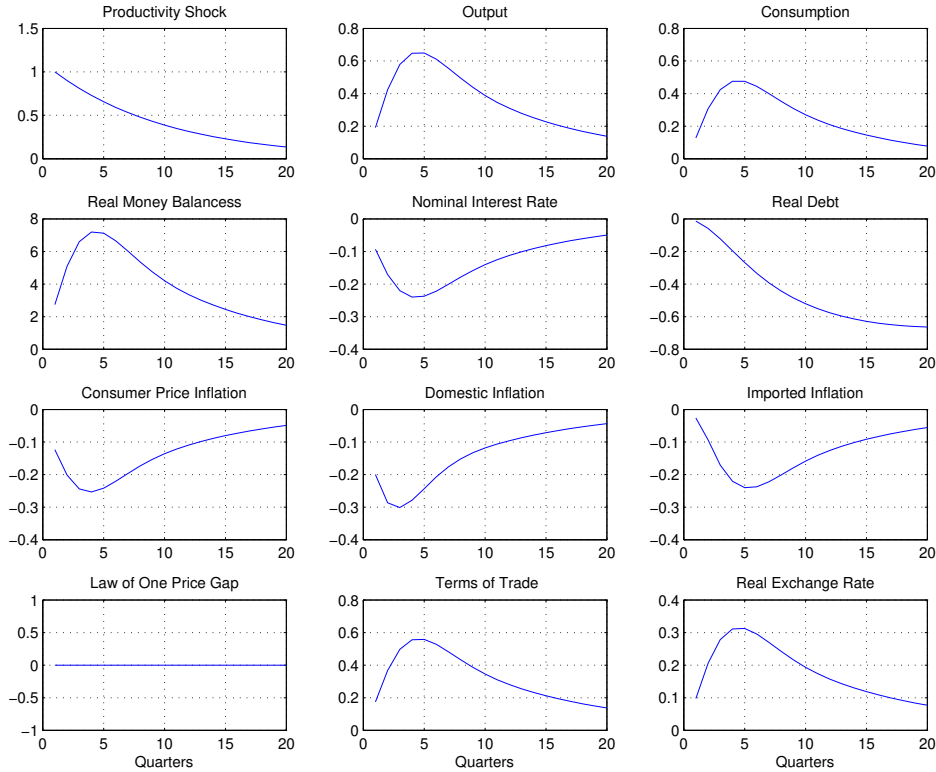 Productivity Shock
1.5
1
0.5
0
0 5 10 15 20
Output
0.8
0.6
0.4
0.2
0
0 5 10 15 20
Consumption
0.8
0.6
0.4
0.2
0
0 5 10 15 20
Real Money Balancess
8
6
4
2
0
0 5 10 15 20
Nominal Interest Rate
0
−0.1
−0.2
−0.3
−0.4
0 5 10 15 20
Real Debt
0
−0.2
−0.4
−0.6
−0.8
0 5 10 15 20
Consumer Price Inflation
0
−0.1
−0.2
−0.3
−0.4
0 5 10 15 20
Domestic Inflation
0
−0.1
−0.2
−0.3
−0.4
0 5 10 15 20
Imported Inflation
0
−0.1
−0.2
−0.3
−0.4
0 5 10 15 20
Law of One Price Gap
1
0.5
0
−0.5
−1
0 5 10 15 20
Quarters
Terms of Trade
0.8
0.6
0.4
0.2
0
0 5 10 15 20
Quarters
Real Exchange Rate
0.4
0.3
0.2
0.1
0
0 5 10 15 20
Quarters